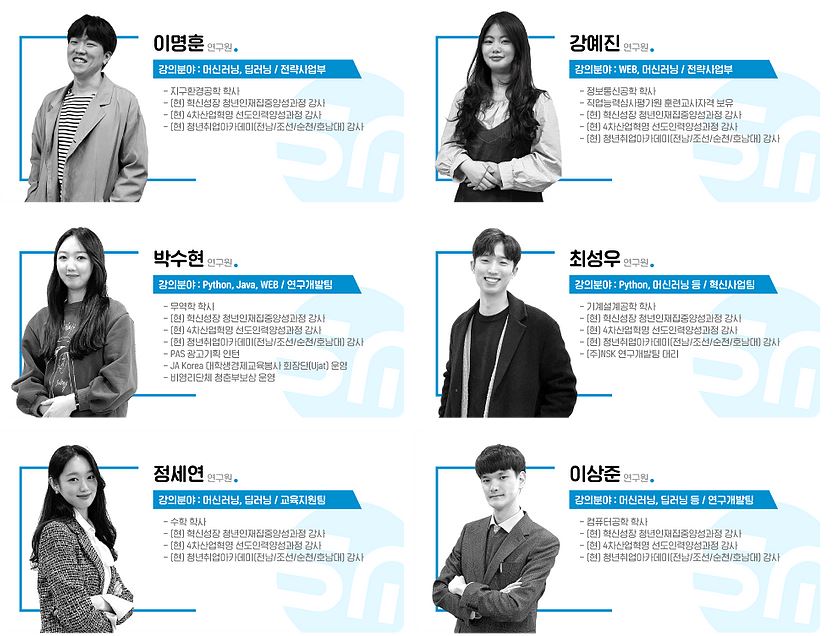 이명훈 연구원
강의분야 : 머신러닝, 딥러닝 / 전략사업부
- 지구환경공학 학사
- (현) 혁신성장 청년인재집중양성과정 강사
- (현) 4차산업혁명 선도인력양성과정 강사
- (현) 청년취업아카데미(전남/조선/순천/호남대) 강사
강예진 연구원
강의분야 : WEB, 머신러닝 / 전략사업부
- 정보통신공학 학사
- 직업능력심사평가원 훈련교사자격 보유
- (현) 혁신성장 청년인재집중양성과정 강사
- (현) 4차산업혁명 선도인력양성과정 강사
- (현) 청년취업아카데미(전남/조선/순천/호남대) 강사
박수현 연구원
강의분야 : Python, Java, WEB / 연구개발팀
- 무역학 학사
- (현) 혁신성장 청년인재집중양성과정 강사
- (현) 4차산업혁명 선도인력양성과정 강사
- (현) 청년취업아카데미(전남/조선/순천/호남대) 강사
- PAS 광고기획 인턴
- JA Korea 대학생경제교육봉사 회장단(Ujat) 운영
- 비영리단체 청춘부보상 운영
최성우 연구원
강의분야 : Python, 머신러닝 등 / 혁신사업팀
- 기계설계공학 학사
- (현) 혁신성장 청년인재집중양성과정 강사
- (현) 4차산업혁명 선도인력양성과정 강사
- (현) 청년취업아카데미(전남/조선/순천/호남대) 강사
- (주)NSK 연구개발팀 대리
정세연 연구원
강의분야 : 머신러닝, 딥러닝 / 교육지원팀
- 수학 학사
- (현) 혁신성장 청년인재집중양성과정 강사
- (현) 4차산업혁명 선도인력양성과정 강사
- (현) 청년취업아카데미(전남/조선/순천/호남대) 강사
이상준 연구원
강의분야 : 머신러닝, 딥러닝 등 / 연구개발팀
- 컴퓨터공학 학사
- (현) 혁신성장 청년인재집중양성과정 강사
- (현) 4차산업혁명 선도인력양성과정 강사
- (현) 청년취업아카데미(전남/조선/순천/호남대) 강사